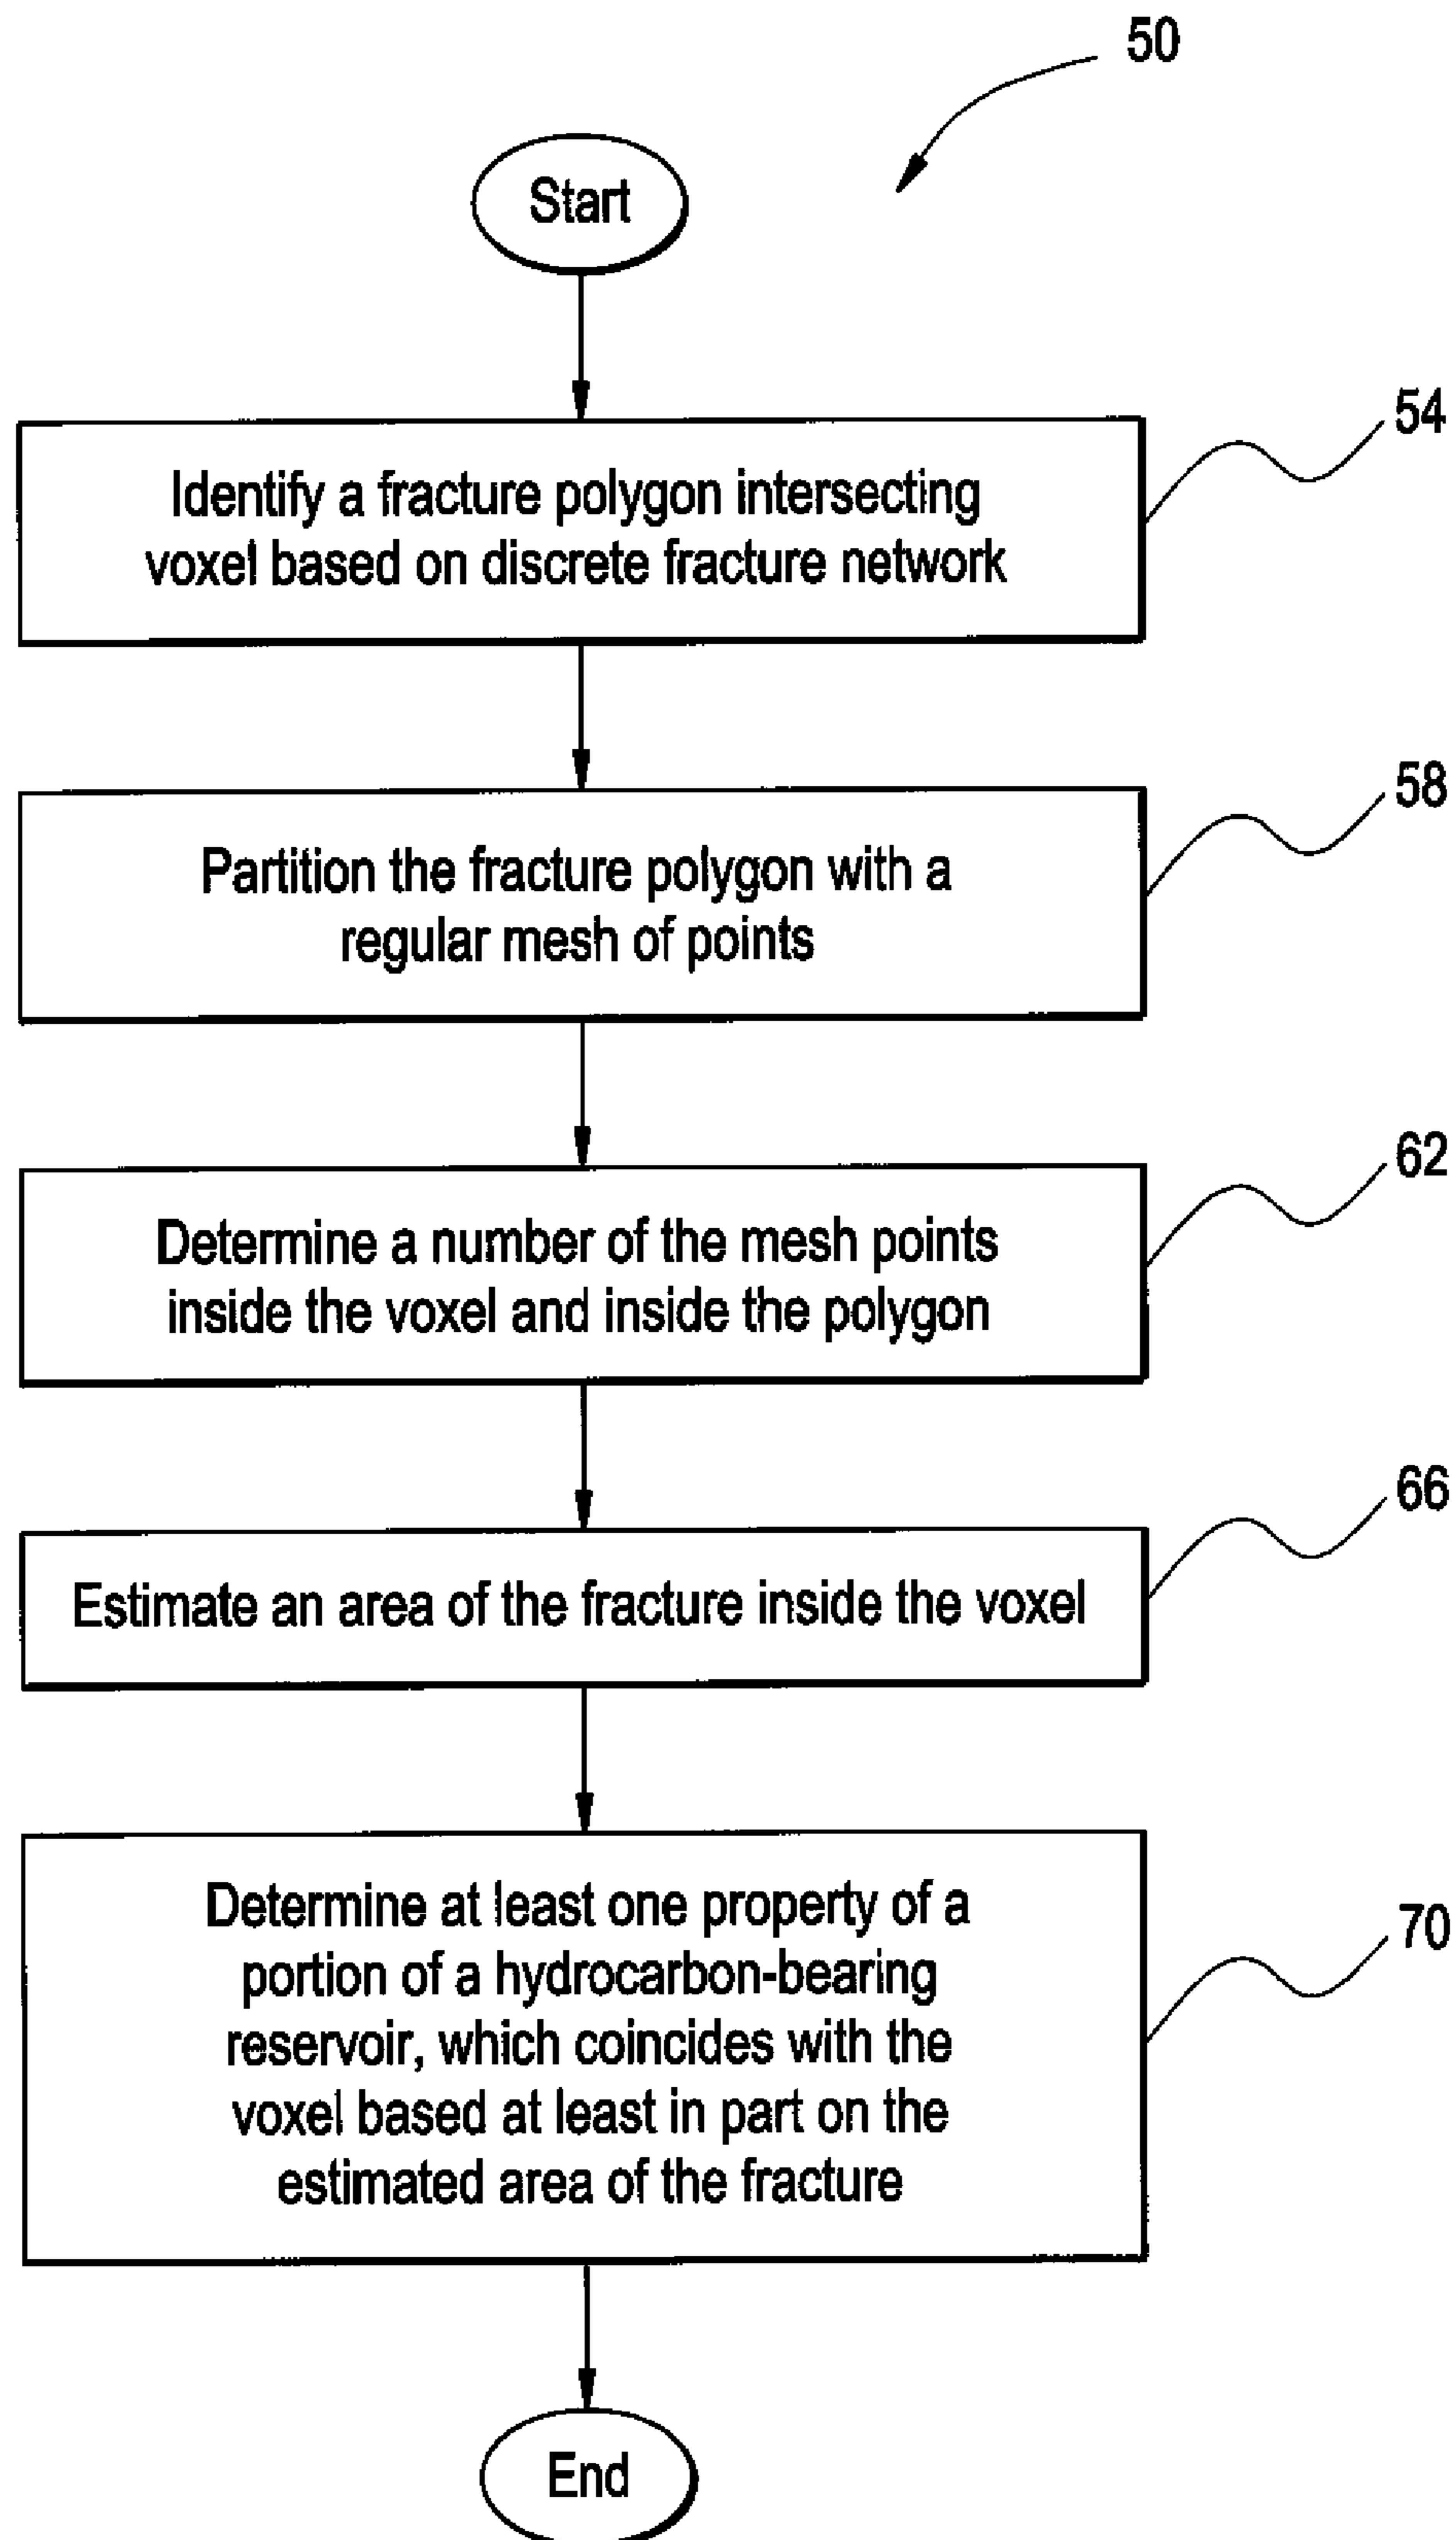 50
Start
54
Identify a fracture polygon intersecting
voxel based on discrete fracture network
58
Partition the fracture polygon with a
regular mesh of points
62
Determine a number of the mesh points
inside the voxel and inside the polygon
66
Estimate an area of the fracture inside the voxel
70
Determine at least one property of a
portion of a hydrocarbon-bearing
reservoir, which coincides with the
voxel based at least in part on the
estimated area of the fracture
End